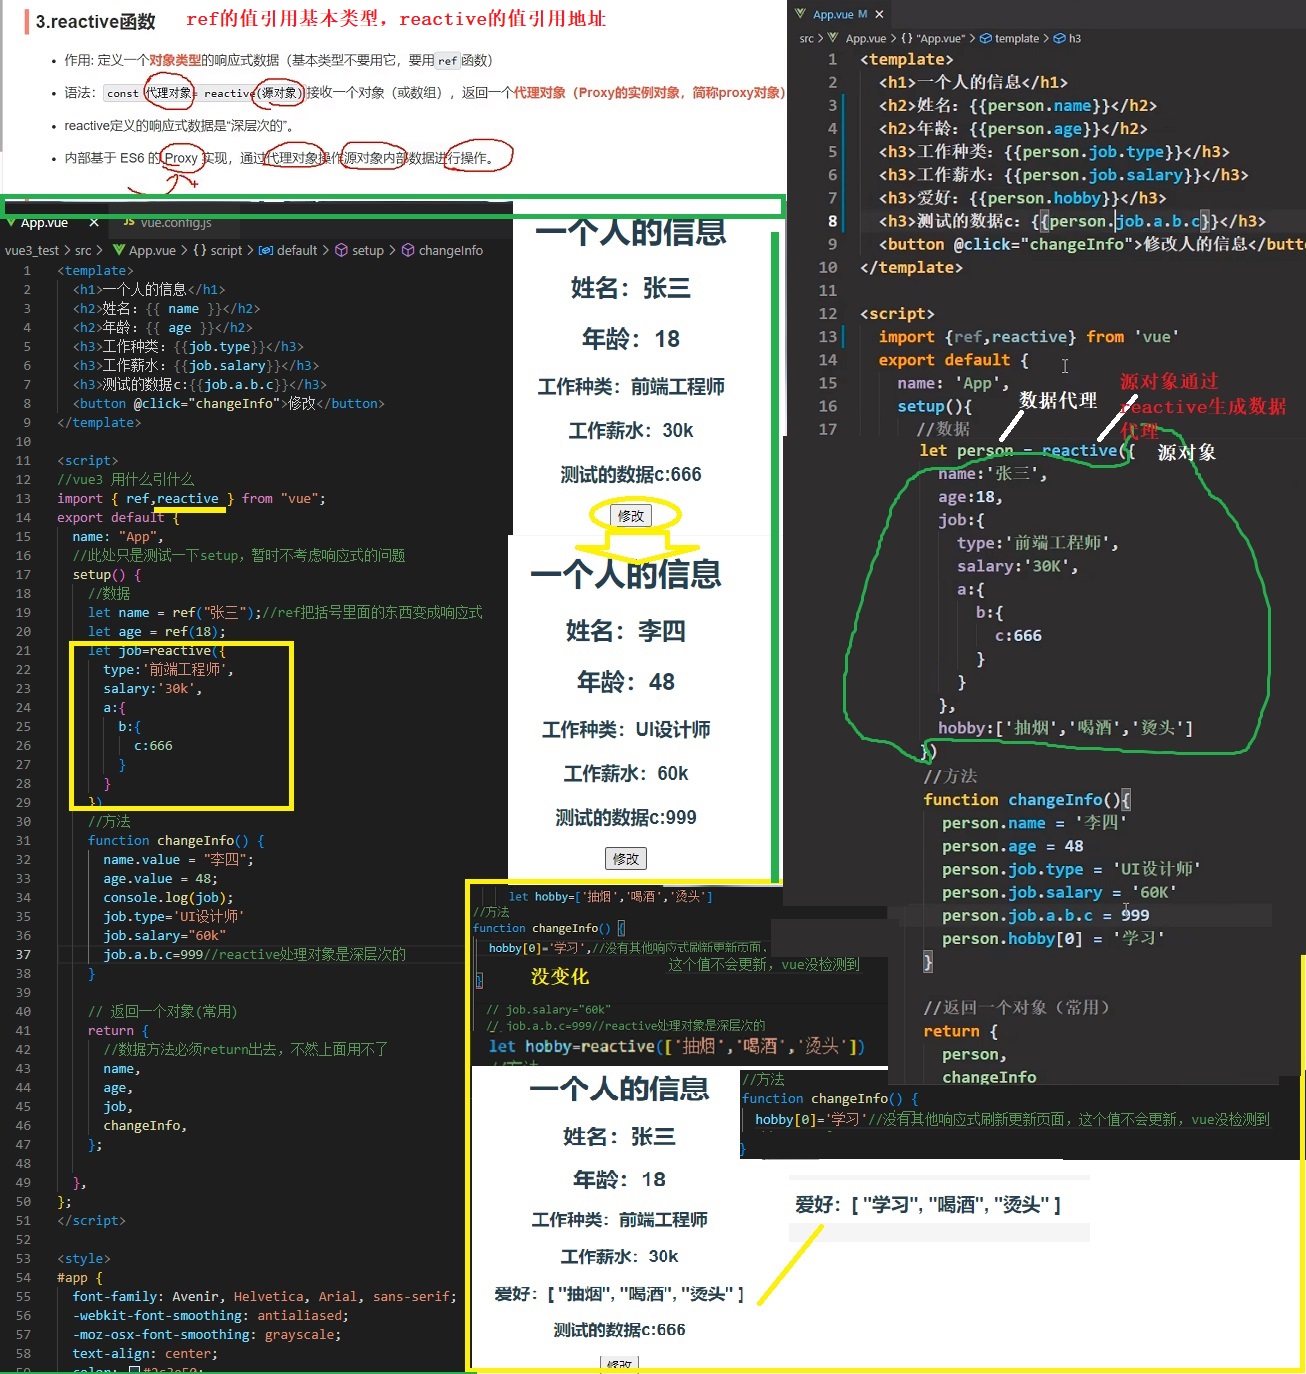 3.reactive函数
ref的值引用基本类型，reactive的值引用地址
作用: 定义一个对象类型的响应式数据（基本类型不要用它，要用ref函数）
语法：const 代理对象= reactive(源对象)接收一个对象（或数组），返回一个代理对象（Proxy的实例对象，简称proxy对象）
reactive定义的响应式数据是“深层次的”。
内部基于 ES6 的 Proxy 实现，通过代理对象操作源对象内部数据进行操作。
App.vue
vue.config.js
vue3_test > src > App.vue > {} script > default > setup > changeInfo
1 <template>
2 <h1>一个人的信息</h1>
3 <h2>姓名：{{ name }}</h2>
4 <h2>年龄：{{ age }}</h2>
5 <h3>工作种类：{{job.type}}</h3>
6 <h3>工作薪水：{{job.salary}}</h3>
7 <h3>测试的数据c:{{job.a.b.c}}</h3>
8 <button @click="changeInfo">修改</button>
9 </template>
10
11 <script>
12 //vue3 用什么引什么
13 import { ref,reactive } from "vue";
14 export default {
15 name: "App",
16 //此处只是测试一下setup，暂时不考虑响应式的问题
17 setup() {
18 //数据
19 let name = ref("张三");//ref把括号里面的东西变成响应式
20 let age = ref(18);
21 let job=reactive({
22 type:'前端工程师',
23 salary:'30k',
24 a:{
25 b:{
26 c:666
27 }
28 }
29 })
30 //方法
31 function changeInfo() {
32 name.value = "李四";
33 age.value = 48;
34 console.log(job);
35 job.type='UI设计师'
36 job.salary="60k"
37 job.a.b.c=999//reactive处理对象是深层次的
38 }
39
40 // 返回一个对象(常用)
41 return {
42 //数据方法必须return出去，不然上面用不了
43 name,
44 age,
45 job,
46 changeInfo,
47 };
48
49 },
50 };
51 </script>
52
53 <style>
54 #app {
55 font-family: Avenir, Helvetica, Arial, sans-serif;
56 -webkit-font-smoothing: antialiased;
57 -moz-osx-font-smoothing: grayscale;
58 text-align: center;
一个人的信息
姓名：张三
年龄：18
工作种类：前端工程师
工作薪水：30k
测试的数据c:666
修改
一个人的信息
姓名：李四
年龄：48
工作种类：UI设计师
工作薪水：60k
测试的数据c:999
修改
let hobby=['抽烟','喝酒','烫头']
//方法
function changeInfo() {
hobby[0]='学习',//没有其他响应式刷新更新页面，
这个值不会更新，vue没检测到
}
没变化
// job.salary="60k"
// job.a.b.c=999//reactive处理对象是深层次的
let hobby=reactive(['抽烟','喝酒','烫头'])
一个人的信息
姓名：张三
年龄：18
工作种类：前端工程师
工作薪水：30k
爱好：[ "抽烟", "喝酒", "烫头" ]
测试的数据c:666
修改
//方法
function changeInfo() {
hobby[0]='学习'//没有其他响应式刷新更新页面，这个值不会更新，vue没检测到
}
爱好：[ "学习", "喝酒", "烫头" ]
App.vue M
src > App.vue > {} "App.vue" > template > h3
1 <template>
2 <h1>一个人的信息</h1>
3 <h2>姓名：{{person.name}}</h2>
4 <h2>年龄：{{person.age}}</h2>
5 <h3>工作种类：{{person.job.type}}</h3>
6 <h3>工作薪水：{{person.job.salary}}</h3>
7 <h3>爱好：{{person.hobby}}</h3>
8 <h3>测试的数据c：{{person.job.a.b.c}}</h3>
9 <button @click="changeInfo">修改人的信息</butto
10 </template>
11
12 <script>
13 import {ref,reactive} from 'vue'
14 export default {
15 name: 'App',
16 setup(){
17 //数据
数据代理
源对象通过
reactive生成数据
代理
let person = reactive({
源对象
name:'张三',
age:18,
job:{
type:'前端工程师',
salary:'30K',
a:{
b:{
c:666
}
}
},
hobby:['抽烟','喝酒','烫头']
})
//方法
function changeInfo(){
person.name = '李四'
person.age = 48
person.job.type = 'UI设计师'
person.job.salary = '60K'
person.job.a.b.c = 999
person.hobby[0] = '学习'
}
//返回一个对象（常用）
return {
person,
changeInfo